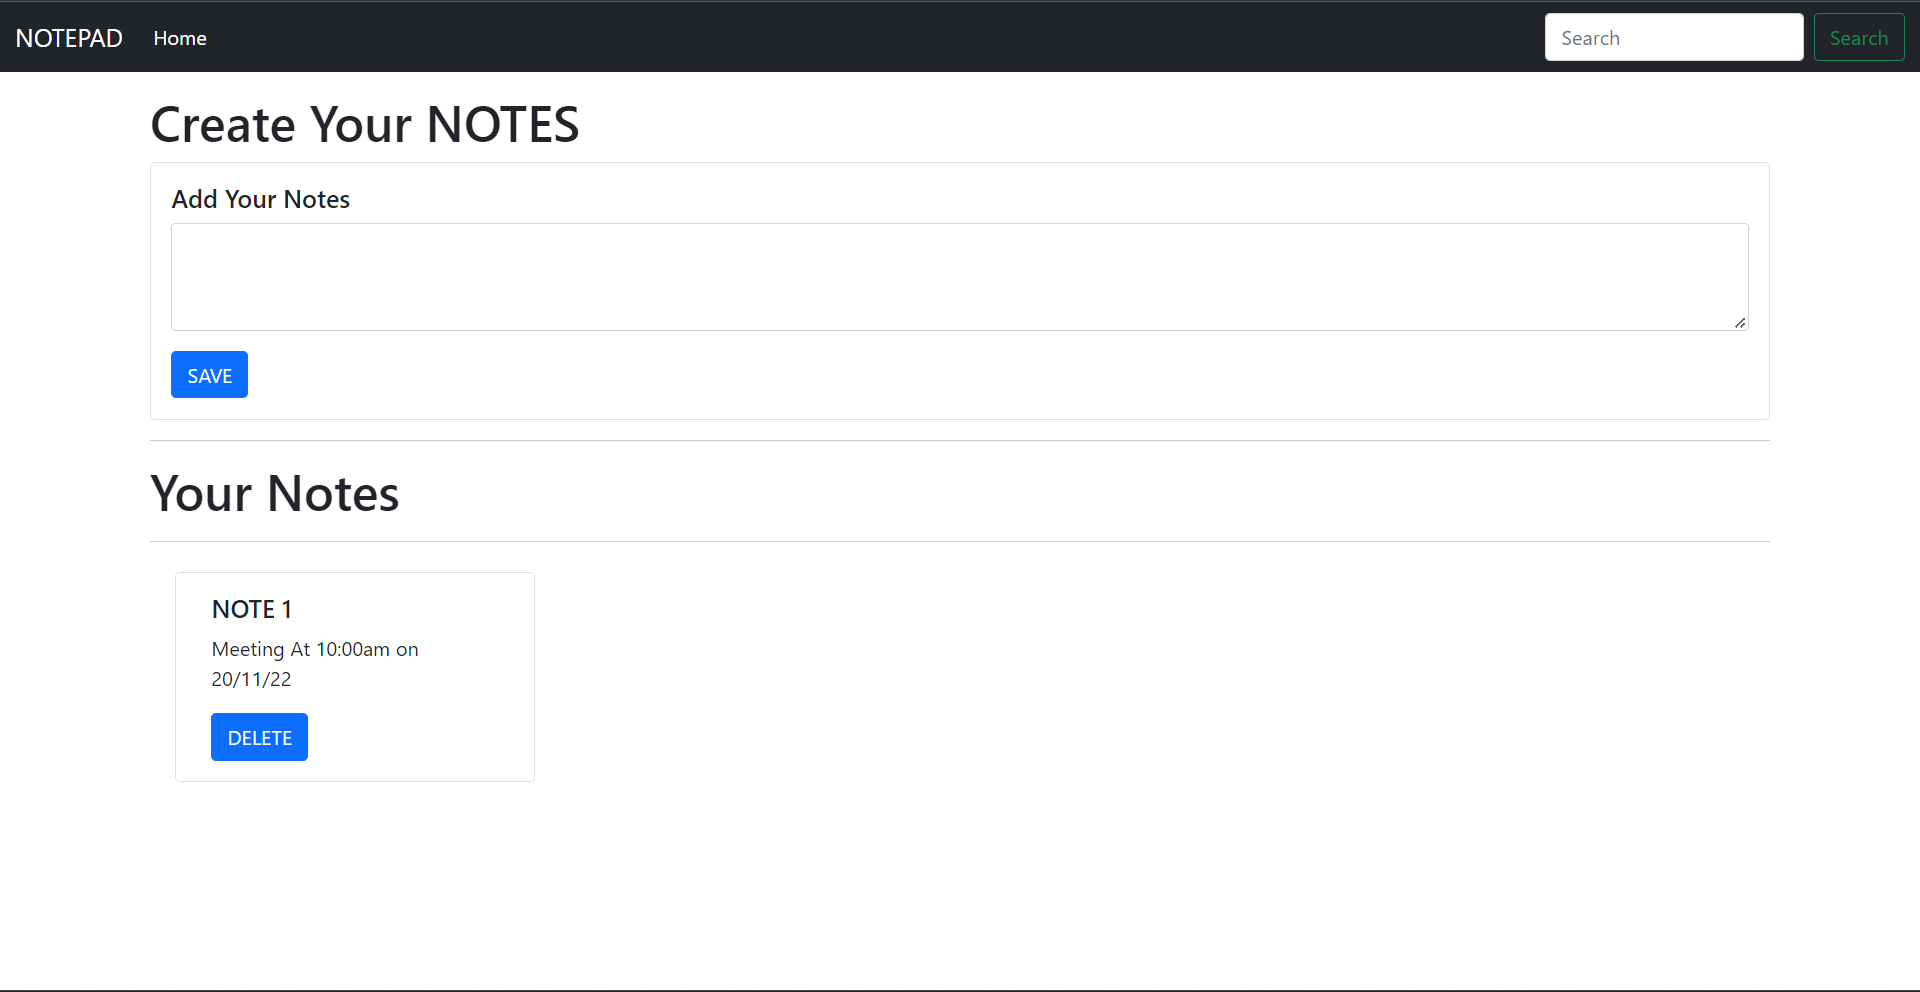 NOTEPAD Home Search Search
Create Your NOTES
Add Your Notes
SAVE
Your Notes
NOTE 1
Meeting At 10:00am on
20/11/22
DELETE